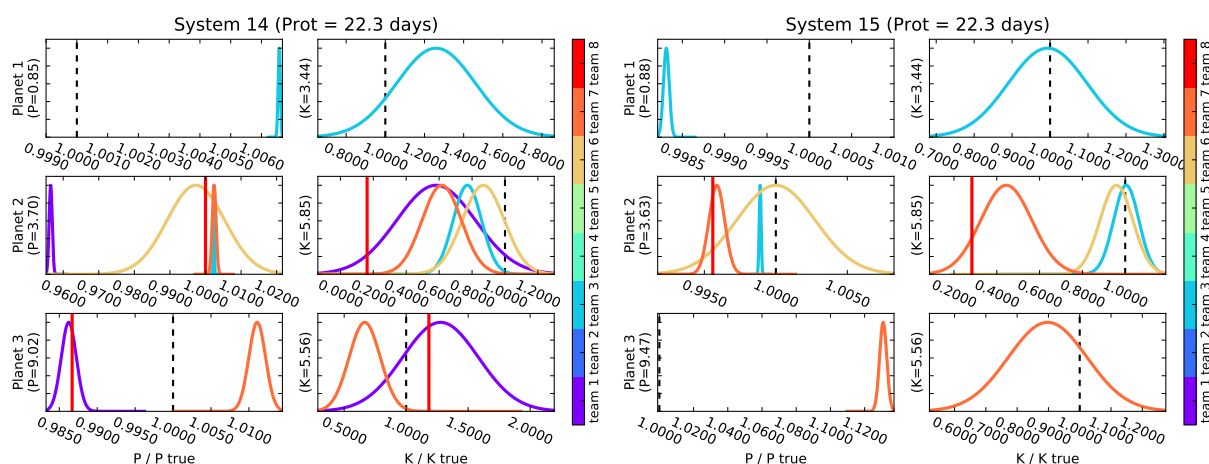 System 14 (Prot = 22.3 days)
Planet 1
(P=0.85)
0.9990 1.0000 1.0010 1.0020 1.0030 1.0040 1.0050 1.0060
(K=3.44)
0.8000 1.0000 1.2000 1.4000 1.6000 1.8000
Planet 2
(P=3.70)
0.9600 0.9700 0.9800 0.9900 1.0000 1.0100 1.0200
(K=5.85)
0.0000 0.2000 0.4000 0.6000 0.8000 1.0000 1.2000
Planet 3
(P=9.02)
0.9850 0.9900 0.9950 1.0000 1.0050 1.0100
P / P true
(K=5.56)
0.5000 1.0000 1.5000 2.0000
K / K true
team 1 team 2 team 3 team 4 team 5 team 6 team 7 team 8
System 15 (Prot = 22.3 days)
Planet 1
(P=0.88)
0.9985 0.9990 0.9995 1.0000 1.0005 1.0010
(K=3.44)
0.7000 0.8000 0.9000 1.0000 1.1000 1.2000 1.3000
Planet 2
(P=3.63)
0.9950 1.0000 1.0050
(K=5.85)
0.2000 0.4000 0.6000 0.8000 1.0000
Planet 3
(P=9.47)
1.0000 1.0200 1.0400 1.0600 1.0800 1.1000 1.1200
P / P true
(K=5.56)
0.6000 0.7000 0.8000 0.9000 1.0000 1.1000 1.2000
K / K true
team 1 team 2 team 3 team 4 team 5 team 6 team 7 team 8